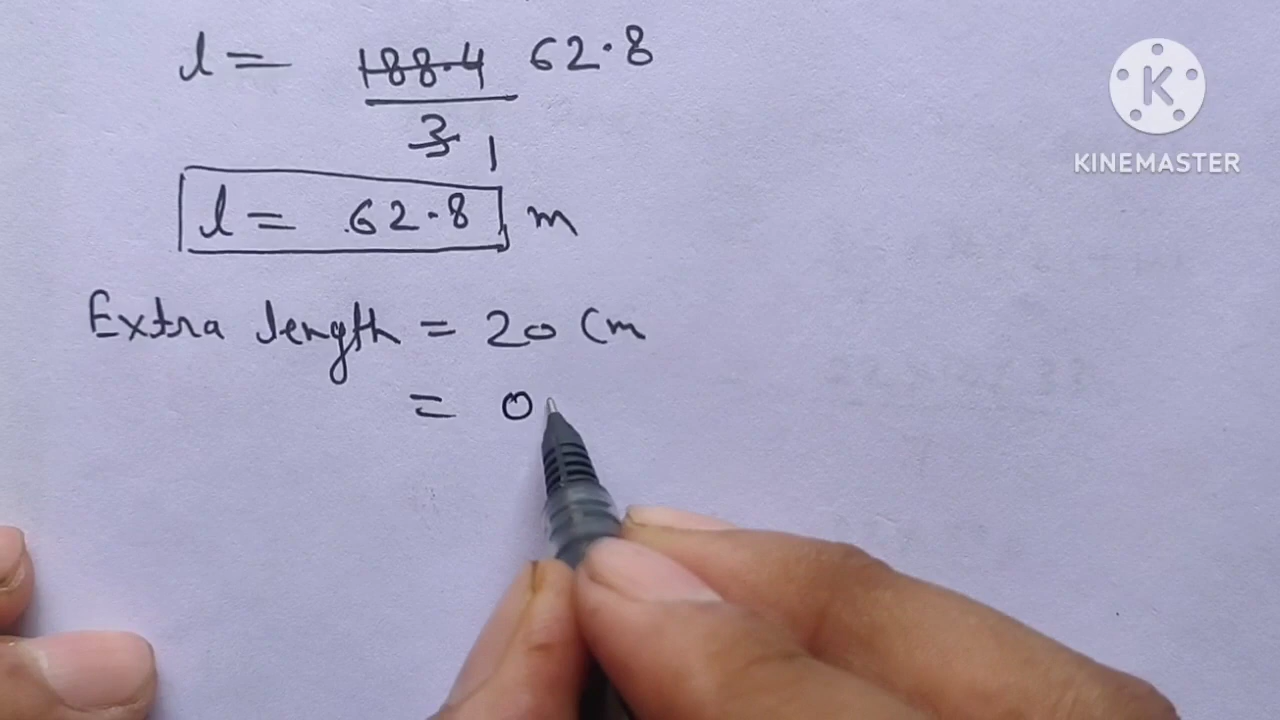 l = 188.4 62.8
3 1
l = 62.8 m
Extra length = 20 cm
= 0
K
KINEMASTER